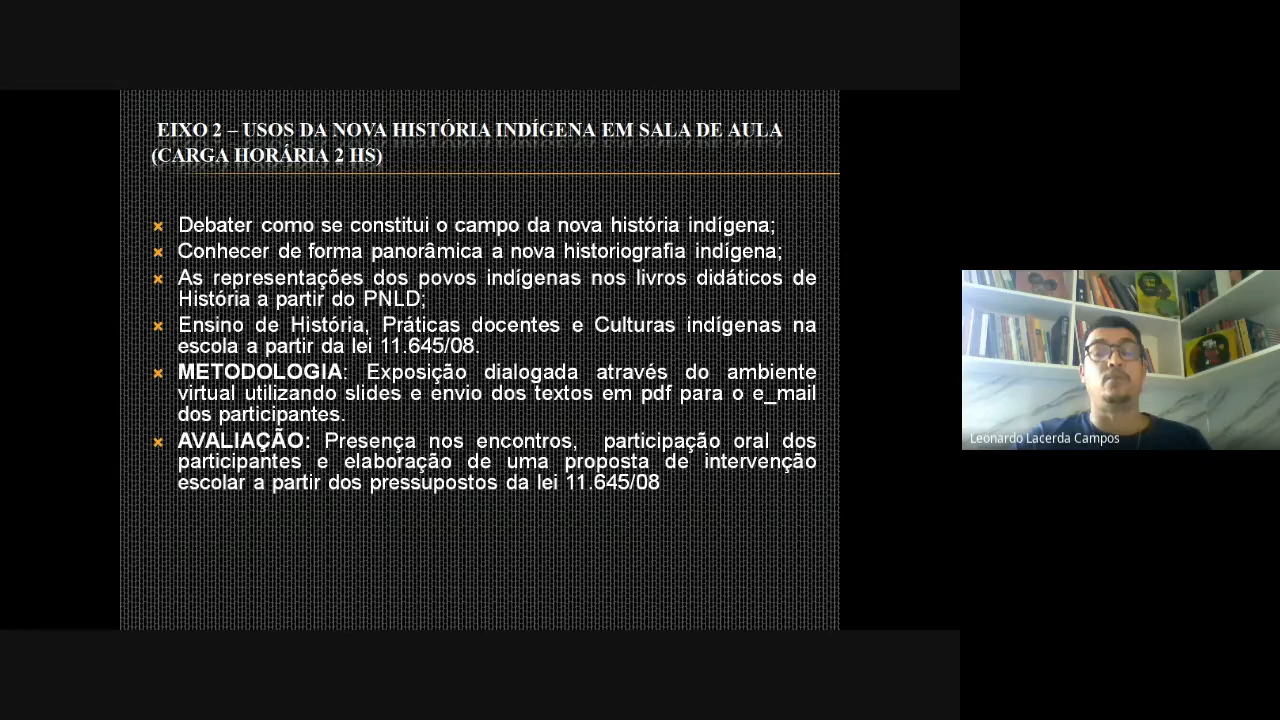 EIXO 2 – USOS DA NOVA HISTÓRIA INDÍGENA EM SALA DE AULA
(CARGA HORÁRIA 2 HS)
Debater como se constitui o campo da nova história indígena;
Conhecer de forma panorâmica a nova historiografia indígena;
As representações dos povos indígenas nos livros didáticos de
História a partir do PNLD;
Ensino de História, Práticas docentes e Culturas indígenas na
escola a partir da lei 11.645/08.
METODOLOGIA: Exposição dialogada através do ambiente
virtual utilizando slides e envio dos textos em pdf para o e_mail
dos participantes.
AVALIAÇÃO: Presença nos encontros, participação oral dos
participantes e elaboração de uma proposta de intervenção
escolar a partir dos pressupostos da lei 11.645/08
Leonardo Lacerda Campos